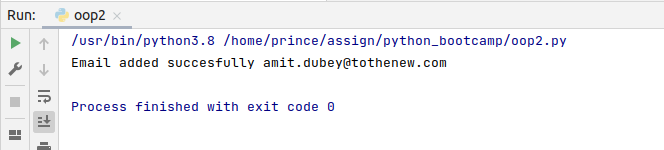 Run: oop2
/usr/bin/python3.8 /home/prince/assign/python_bootcamp/oop2.py
Email added succesfully amit.dubey@tothenew.com
Process finished with exit code 0